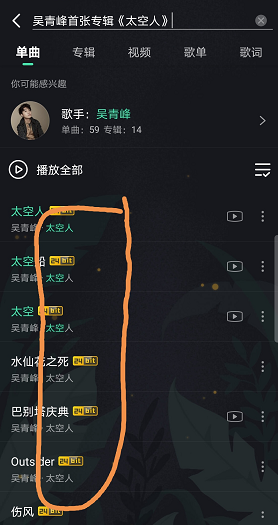 吴青峰首张专辑《太空人》
单曲 专辑 视频 歌单 歌词
你可能感兴趣
歌手：吴青峰
单曲：59 专辑：14
播放全部
太空人 24bit
吴青峰·太空人
太空船 24bit
吴青峰·太空人
太空 24bit
吴青峰·太空人
水仙花之死 24bit
吴青峰·太空人
巴别塔庆典 24bit
吴青峰·太空人
Outsider 24bit
吴青峰·太空人
伤风 24bit